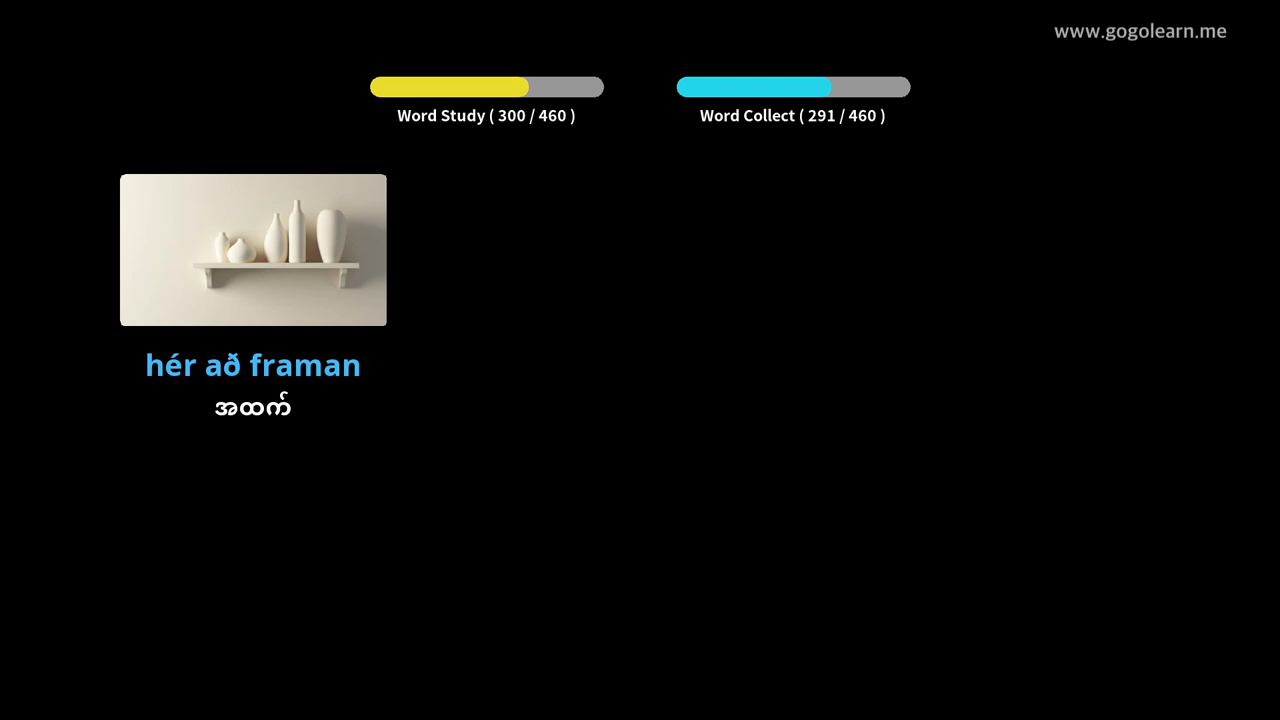 www.gogolearn.me
Word Study ( 300 / 460 )
Word Collect ( 291 / 460 )
hér að framan
အထက်